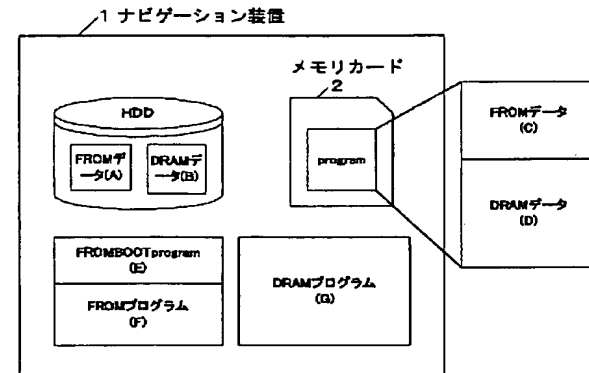 1 ナビゲーション装置
メモリカード
2
HDD
FROMデ
ータ(A)
DRAMデ
ータ(B)
program
FROMデータ
(C)
DRAMデータ
(D)
FROMBOOTprogram
(E)
FROMプログラム
(F)
DRAMプログラム
(G)